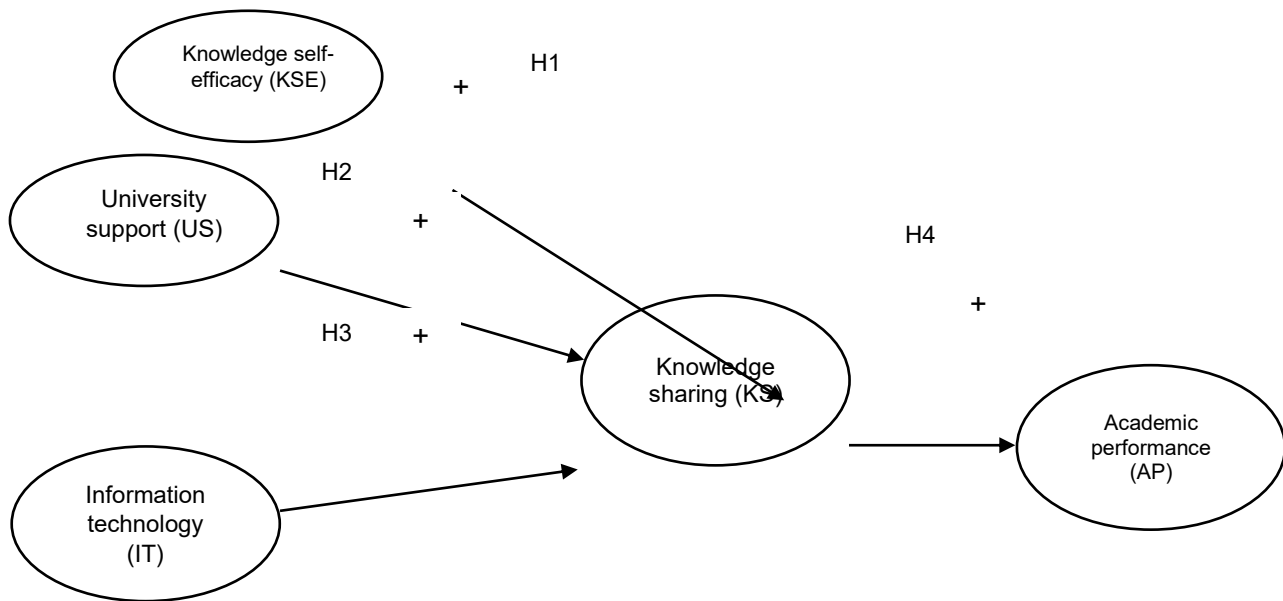 Knowledge self-
efficacy (KSE)
+
H1
H2
+
University
support (US)
H3
+
H4
+
Knowledge
sharing (KS)
Academic
performance
(AP)
Information
technology
(IT)